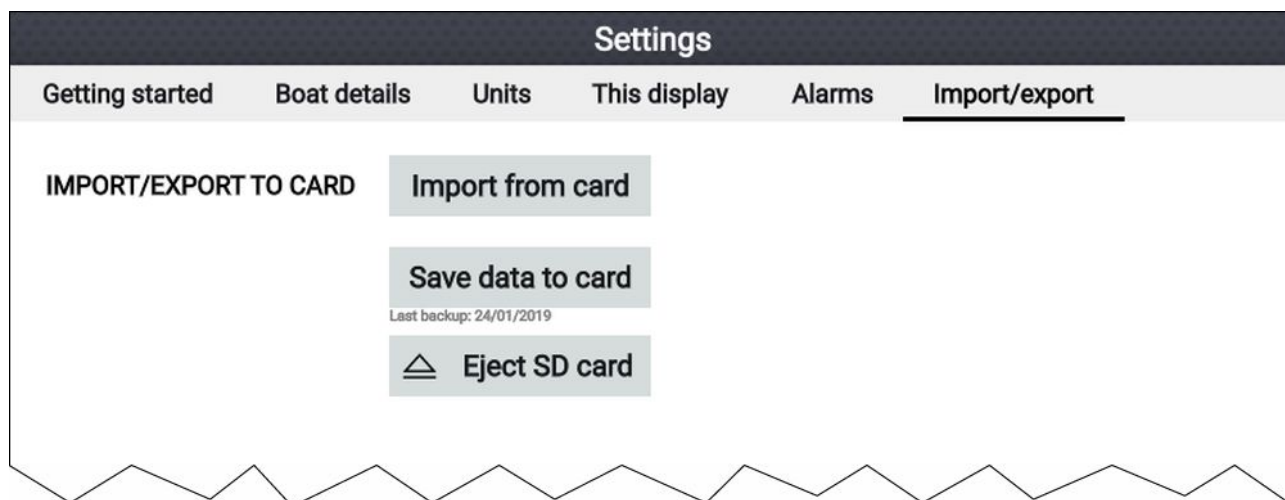 Settings
Getting started Boat details Units This display Alarms Import/export
IMPORT/EXPORT TO CARD Import from card
Save data to card
Last backup: 24/01/2019
Eject SD card